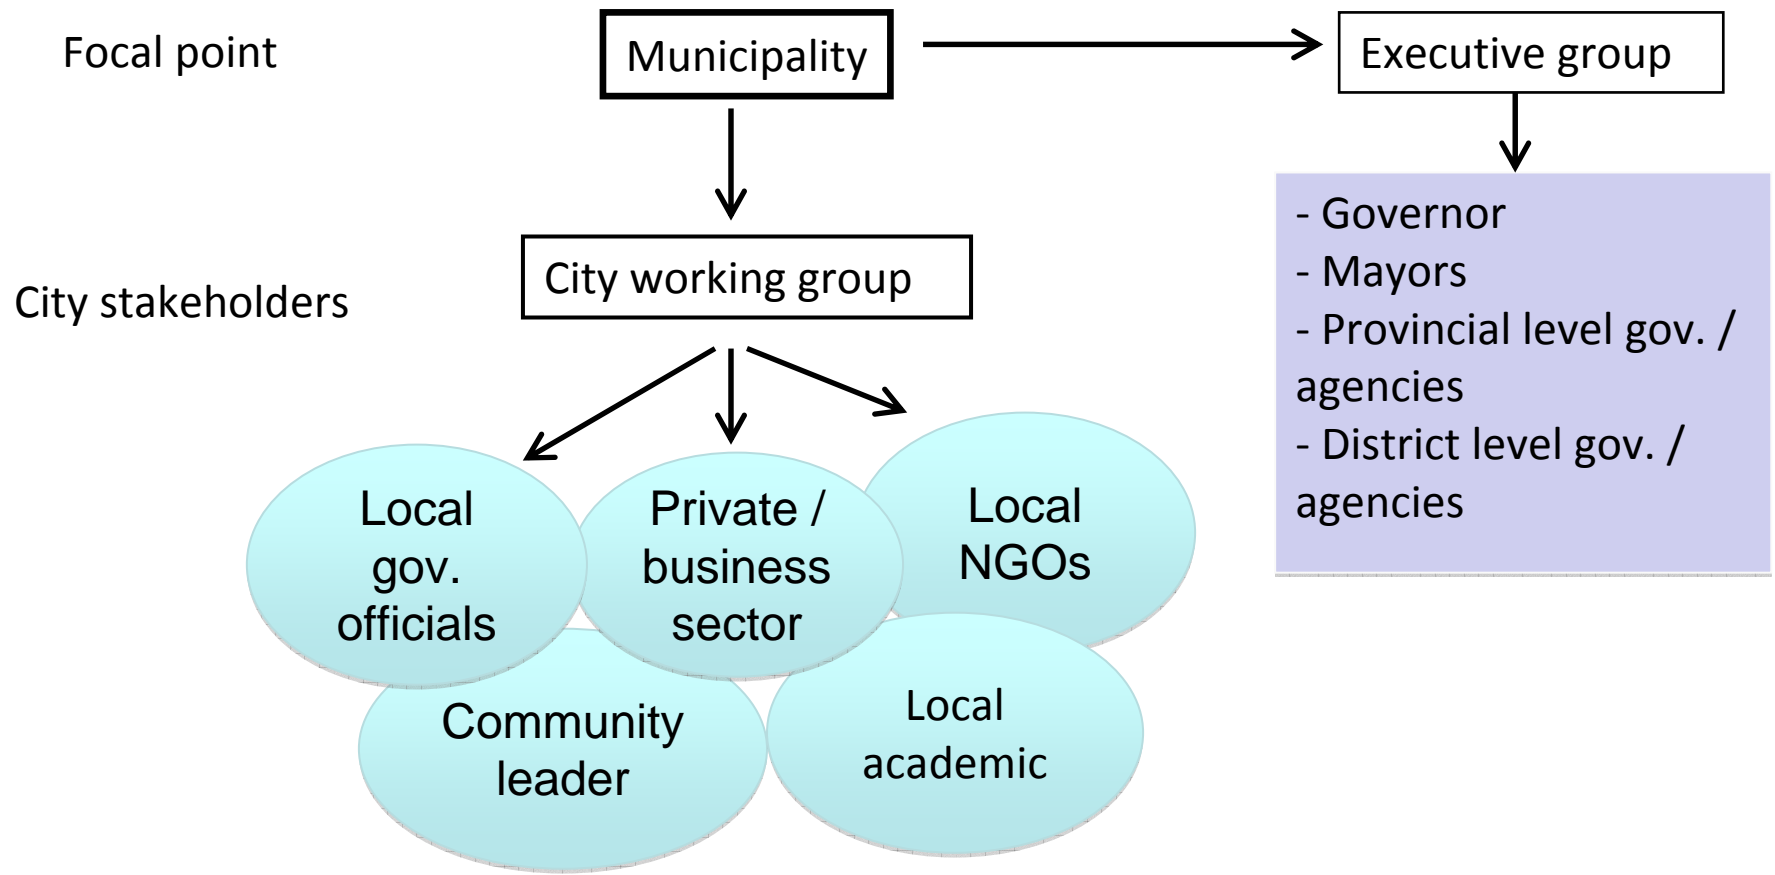 Focal point
Municipality
Executive group
- Governor
- Mayors
- Provincial level gov. /
agencies
- District level gov. /
agencies
City stakeholders
City working group
Local
gov.
officials
Private /
business
sector
Local
NGOs
Community
leader
Local
academic